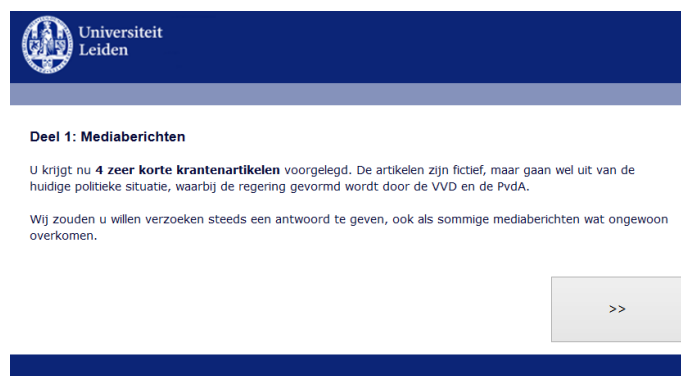 Universiteit
Leiden
Deel 1: Mediaberichten
U krijgt nu 4 zeer korte krantenartikelen voorgelegd. De artikelen zijn fictief, maar gaan wel uit van de
huidige politieke situatie, waarbij de regering gevormd wordt door de VVD en de PvdA.
Wij zouden u willen verzoeken steeds een antwoord te geven, ook als sommige mediaberichten wat ongewoon
overkomen.
>>